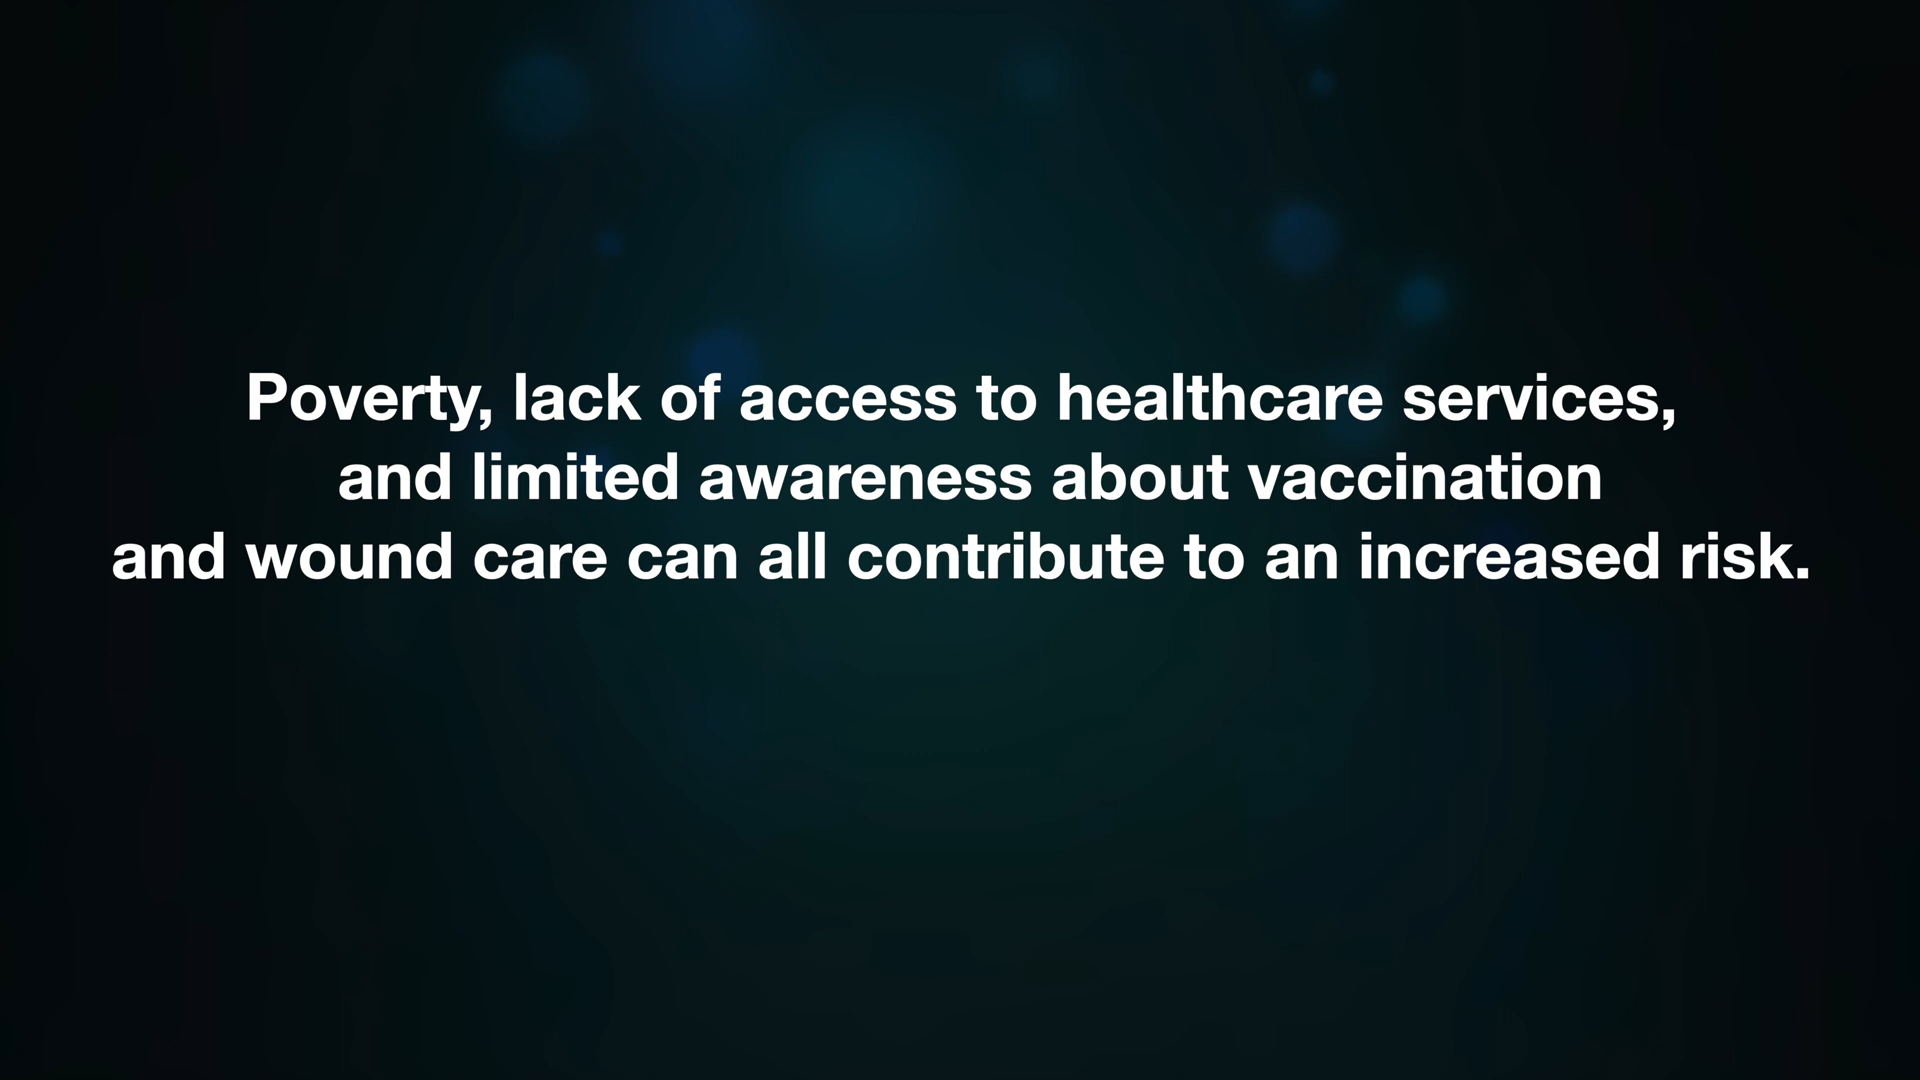 Poverty, lack of access to healthcare services,
and limited awareness about vaccination
and wound care can all contribute to an increased risk.